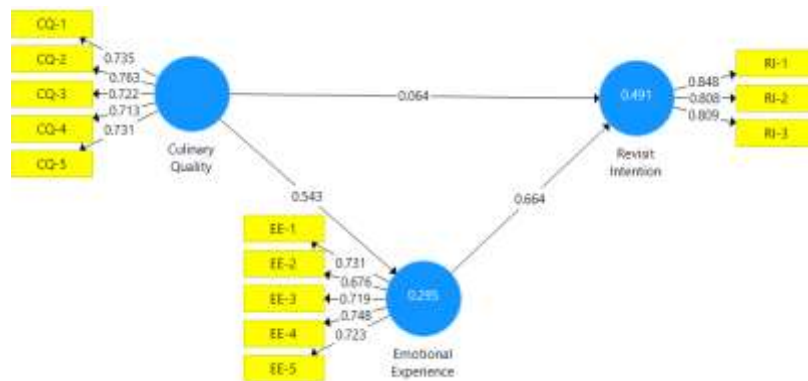 CQ-1
CQ-2
CQ-3
CQ-4
CQ-5
0.735
0.763
0.722
0.713
0.731
Culinary
Quality
0.064
0.491
Revisit
Intention
0.848
0.808
0.809
RI-1
RI-2
RI-3
0.543
0.664
EE-1
EE-2
EE-3
EE-4
EE-5
0.731
0.676
0.719
0.748
0.723
0.295
Emotional
Experience